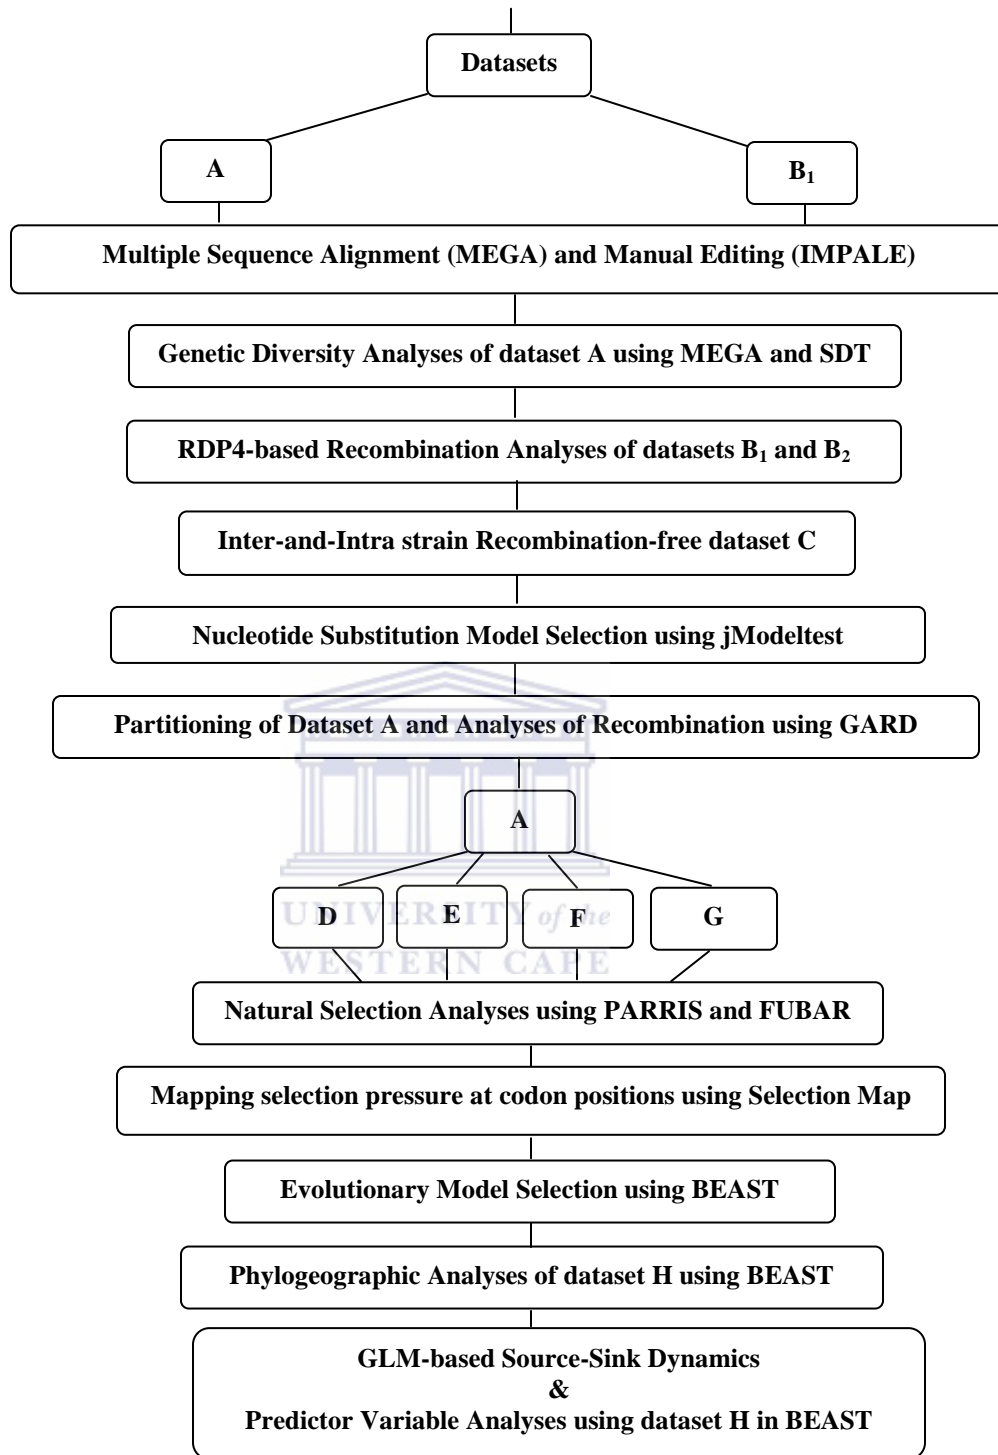 Datasets
A
B₁
Multiple Sequence Alignment (MEGA) and Manual Editing (IMPALE)
Genetic Diversity Analyses of dataset A using MEGA and SDT
RDP4-based Recombination Analyses of datasets B₁ and B₂
Inter-and-Intra strain Recombination-free dataset C
Nucleotide Substitution Model Selection using jModeltest
Partitioning of Dataset A and Analyses of Recombination using GARD
A
D
E
F
G
UNIVERSITY of the
WESTERN CAPE
Natural Selection Analyses using PARRIS and FUBAR
Mapping selection pressure at codon positions using Selection Map
Evolutionary Model Selection using BEAST
Phylogeographic Analyses of dataset H using BEAST
GLM-based Source-Sink Dynamics
&
Predictor Variable Analyses using dataset H in BEAST